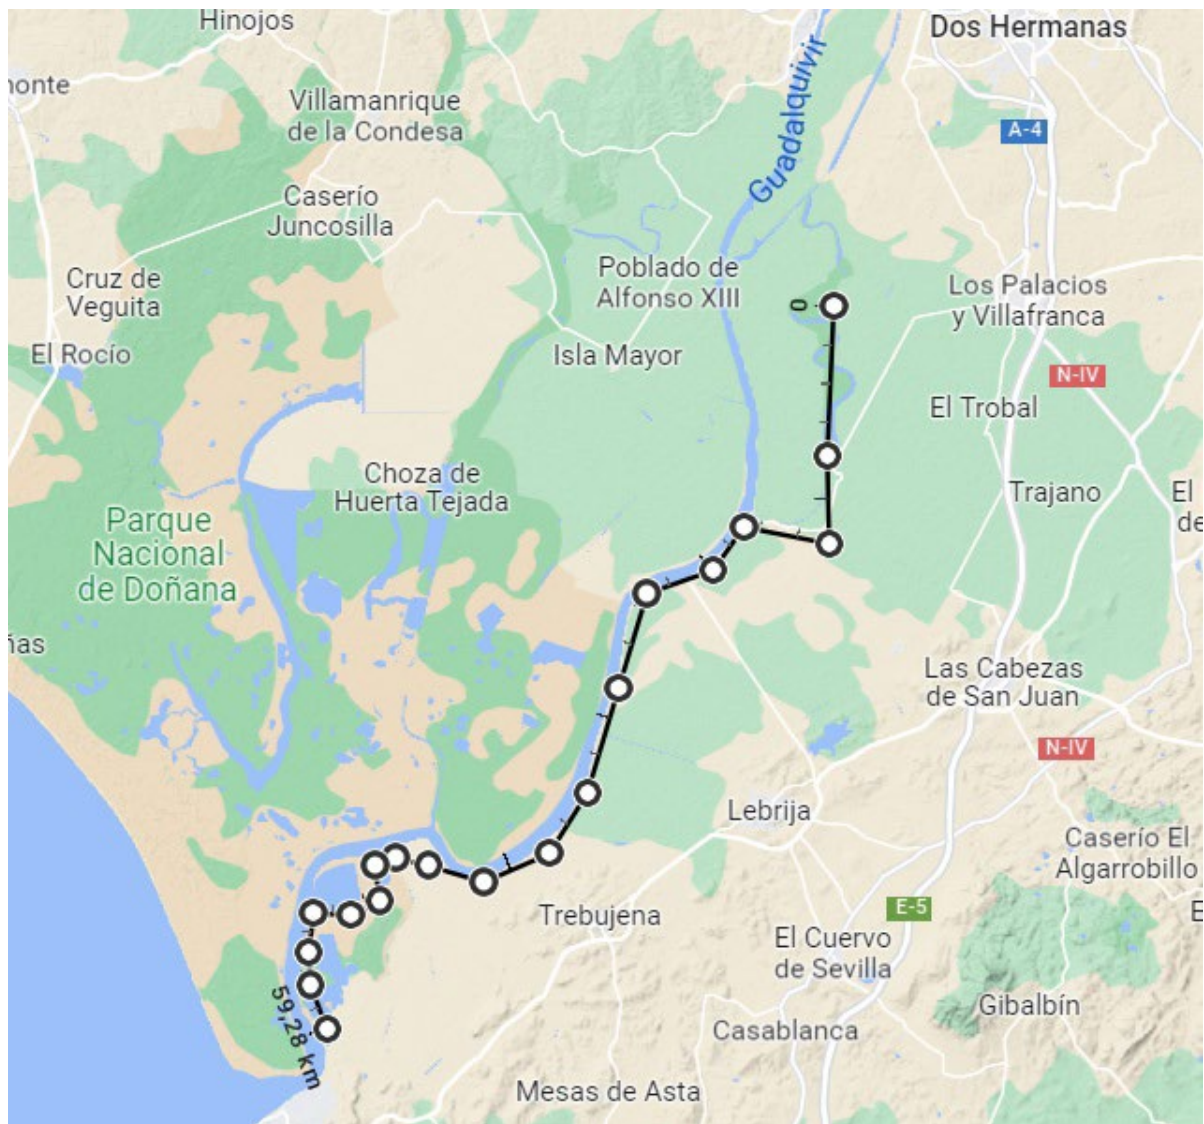 Hinojos
Dos Hermanas
monte
Villamanrique
de la Condesa
A-4
Guadalquivir
Caserío
Juncosilla
Cruz de
Veguita
Poblado de
Alfonso XIII
Los Palacios
y Villafranca
0
El Rocío
Isla Mayor
N-IV
El Trobal
Choza de
Huerta Tejada
Trajano
El
de
Parque
Nacional
de Doñana
ñas
Las Cabezas
de San Juan
N-IV
Lebrija
Caserío El
Algarrobillo
Trebujena
E-5
E
El Cuervo
de Sevilla
59,28 km
Gibalbín
Casablanca
Mesas de Asta